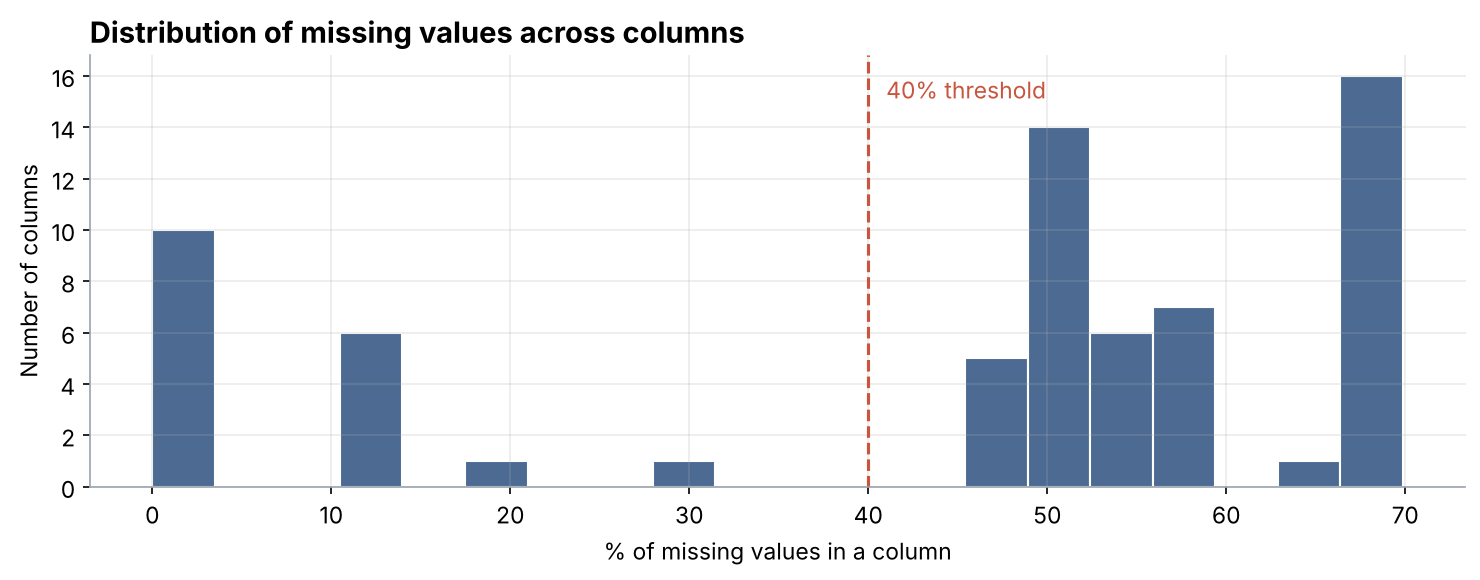 Distribution of missing values across columns
40% threshold
Number of columns
16
14
12
10
8
6
4
2
0
0 10 20 30 40 50 60 70
% of missing values in a column